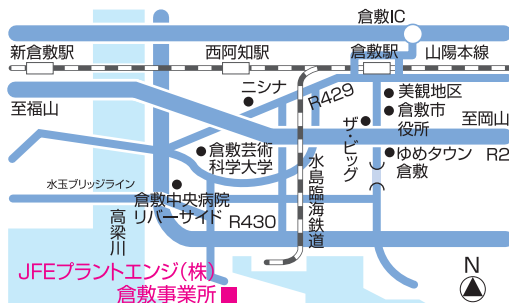 倉敷IC
新倉敷駅
西阿知駅
倉敷駅
山陽本線
ニシナ
R429
美観地区
倉敷市
役所
至福山
至岡山
ザ・ビッグ
倉敷芸術
科学大学
ゆめタウン
倉敷
R2
水玉ブリッジライン
倉敷中央病院
リバーサイド
水島臨海鉄道
高梁川
R430
JFEプラントエンジ(株)
倉敷事業所
N